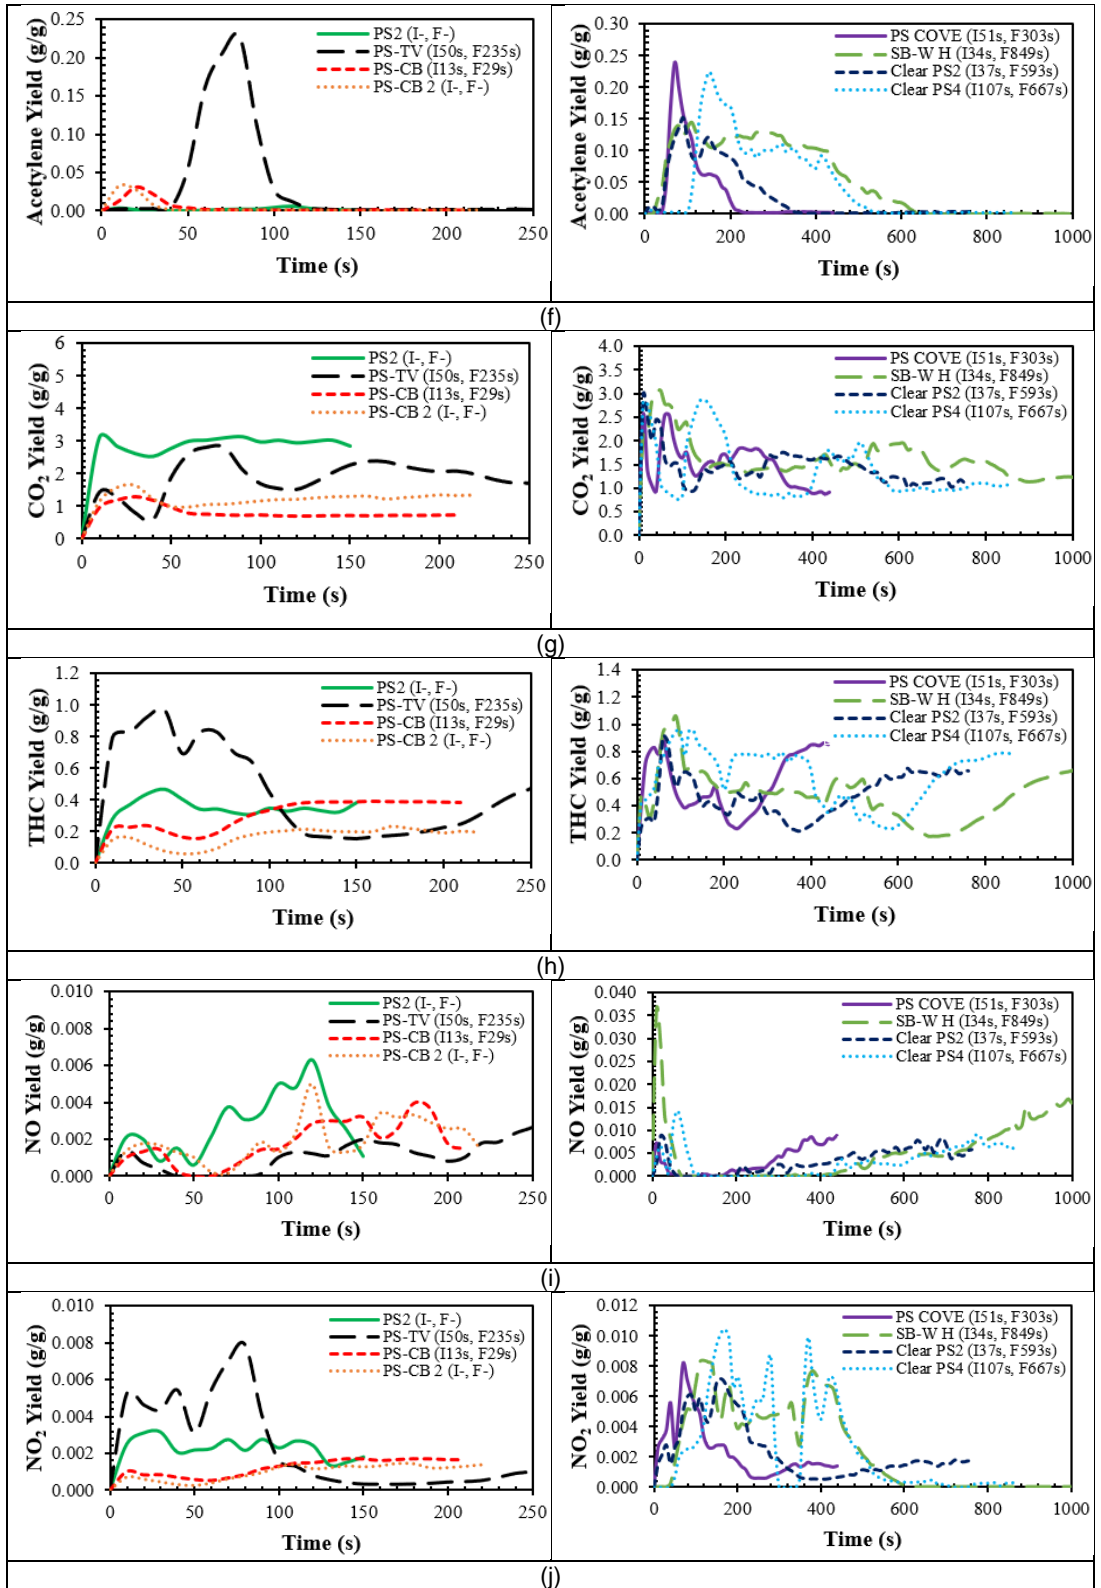 0.25
0.20
0.15
0.10
0.05
0.00
Acetylene Yield (g/g)
PS2 (I-, F-)
PS-TV (I50s, F235s)
PS-CB (I13s, F29s)
PS-CB 2 (I-, F-)
0 50 100 150 200 250
Time (s)
0.30
0.25
0.20
0.15
0.10
0.05
0.00
Acetylene Yield (g/g)
PS COVE (I51s, F303s)
SB-W H (I34s, F849s)
Clear PS2 (I37s, F593s)
Clear PS4 (I107s, F667s)
0 200 400 600 800 1000
Time (s)
(f)
6
5
4
3
2
1
0
CO2 Yield (g/g)
PS2 (I-, F-)
PS-TV (I50s, F235s)
PS-CB (I13s, F29s)
PS-CB 2 (I-, F-)
0 50 100 150 200 250
Time (s)
4.0
3.5
3.0
2.5
2.0
1.5
1.0
0.5
0.0
CO2 Yield (g/g)
PS COVE (I51s, F303s)
SB-W H (I34s, F849s)
Clear PS2 (I37s, F593s)
Clear PS4 (I107s, F667s)
0 200 400 600 800 1000
Time (s)
(g)
1.2
1.0
0.8
0.6
0.4
0.2
0.0
THC Yield (g/g)
PS2 (I-, F-)
PS-TV (I50s, F235s)
PS-CB (I13s, F29s)
PS-CB 2 (I-, F-)
0 50 100 150 200 250
Time (s)
1.4
1.2
1.0
0.8
0.6
0.4
0.2
0.0
THC Yield (g/g)
PS COVE (I51s, F303s)
SB-W H (I34s, F849s)
Clear PS2 (I37s, F593s)
Clear PS4 (I107s, F667s)
0 200 400 600 800 1000
Time (s)
(h)
0.010
0.008
0.006
0.004
0.002
0.000
NO Yield (g/g)
PS2 (I-, F-)
PS-TV (I50s, F235s)
PS-CB (I13s, F29s)
PS-CB 2 (I-, F-)
0 50 100 150 200 250
Time (s)
0.040
0.035
0.030
0.025
0.020
0.015
0.010
0.005
0.000
NO Yield (g/g)
PS COVE (I51s, F303s)
SB-W H (I34s, F849s)
Clear PS2 (I37s, F593s)
Clear PS4 (I107s, F667s)
0 200 400 600 800 1000
Time (s)
(i)
0.010
0.008
0.006
0.004
0.002
0.000
NO2 Yield (g/g)
PS2 (I-, F-)
PS-TV (I50s, F235s)
PS-CB (I13s, F29s)
PS-CB 2 (I-, F-)
0 50 100 150 200 250
Time (s)
0.012
0.010
0.008
0.006
0.004
0.002
0.000
NO2 Yield (g/g)
PS COVE (I51s, F303s)
SB-W H (I34s, F849s)
Clear PS2 (I37s, F593s)
Clear PS4 (I107s, F667s)
0 200 400 600 800 1000
Time (s)
(j)